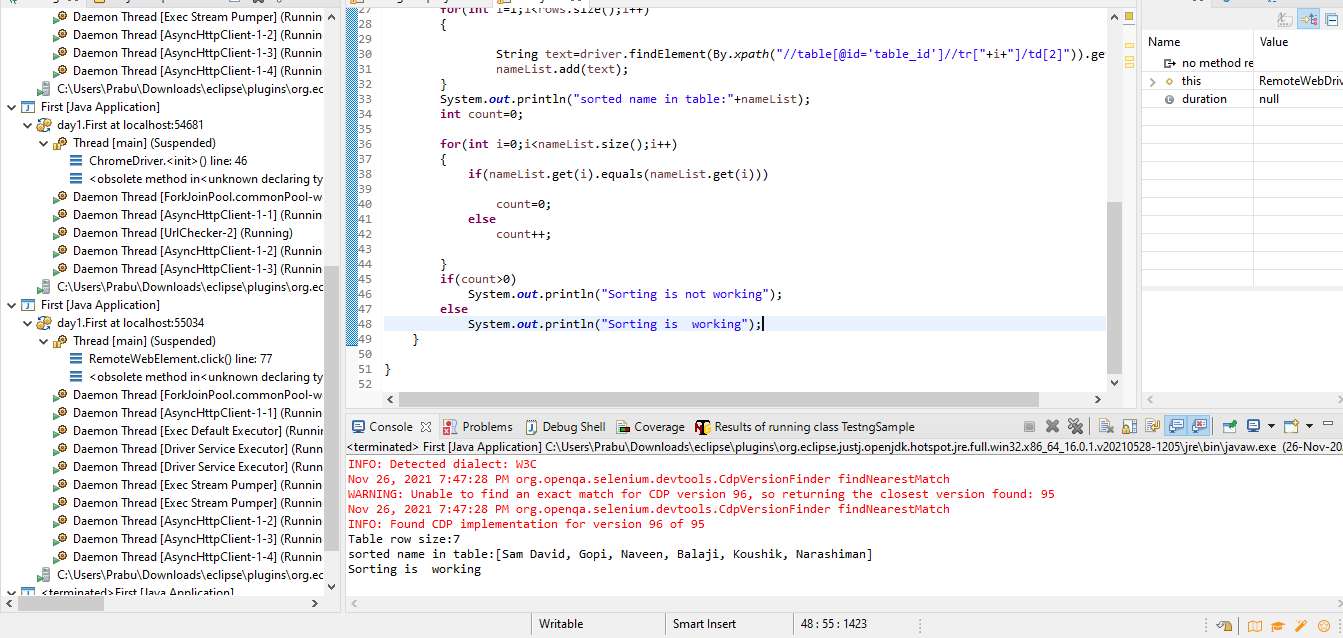 Daemon Thread [Exec Stream Pumper] (Runnin
Daemon Thread [AsyncHttpClient-1-2] (Runnin
Daemon Thread [AsyncHttpClient-1-3] (Runnin
Daemon Thread [AsyncHttpClient-1-4] (Runnin
C:\Users\Prabu\Downloads\eclipse\plugins\org.ec
First [Java Application]
day1.First at localhost:54681
Thread [main] (Suspended)
ChromeDriver.<init>() line: 46
<obsolete method in<unknown declaring ty
Daemon Thread [ForkJoinPool.commonPool-w
Daemon Thread [AsyncHttpClient-1-1] (Runnin
Daemon Thread [UrlChecker-2] (Running)
Daemon Thread [AsyncHttpClient-1-2] (Runnin
Daemon Thread [AsyncHttpClient-1-3] (Runnin
C:\Users\Prabu\Downloads\eclipse\plugins\org.ec
First [Java Application]
day1.First at localhost:55034
Thread [main] (Suspended)
RemoteWebElement.click() line: 77
<obsolete method in<unknown declaring ty
Daemon Thread [ForkJoinPool.commonPool-w
Daemon Thread [AsyncHttpClient-1-1] (Runnin
Daemon Thread [Exec Default Executor] (Runnin
Daemon Thread [Driver Service Executor] (Runn
Daemon Thread [Driver Service Executor] (Runn
Daemon Thread [Exec Stream Pumper] (Runnin
Daemon Thread [Exec Stream Pumper] (Runnin
Daemon Thread [AsyncHttpClient-1-2] (Runnin
Daemon Thread [AsyncHttpClient-1-3] (Runnin
Daemon Thread [AsyncHttpClient-1-4] (Runnin
C:\Users\Prabu\Downloads\eclipse\plugins\org.ec
<terminated>First [Java Application]
27 for(int i=1;i<rows.size();i++)
28 {
29
30 String text=driver.findElement(By.xpath("//table[@id='table_id']//tr["+i+"]/td[2]")).ge
31 nameList.add(text);
32 }
33 System.out.println("sorted name in table:"+nameList);
34 int count=0;
35
36 for(int i=0;i<nameList.size();i++)
37 {
38 if(nameList.get(i).equals(nameList.get(i)))
39
40 count=0;
41 else
42 count++;
43
44 }
45 if(count>0)
46 System.out.println("Sorting is not working");
47 else
48 System.out.println("Sorting is  working");
49 }
50
51 }
52
Name Value
no method re
this RemoteWebDriv
duration null
Console Problems Debug Shell Coverage Results of running class TestngSample
<terminated> First [Java Application] C:\Users\Prabu\Downloads\eclipse\plugins\org.eclipse.justj.openjdk.hotspot.jre.full.win32.x86_64_16.0.1.v20210528-1205\jre\bin\javaw.exe (26-Nov-202
INFO: Detected dialect: W3C
Nov 26, 2021 7:47:28 PM org.openqa.selenium.devtools.CdpVersionFinder findNearestMatch
WARNING: Unable to find an exact match for CDP version 96, so returning the closest version found: 95
Nov 26, 2021 7:47:28 PM org.openqa.selenium.devtools.CdpVersionFinder findNearestMatch
INFO: Found CDP implementation for version 96 of 95
Table row size:7
sorted name in table:[Sam David, Gopi, Naveen, Balaji, Koushik, Narashiman]
Sorting is  working
Writable Smart Insert 48 : 55 : 1423